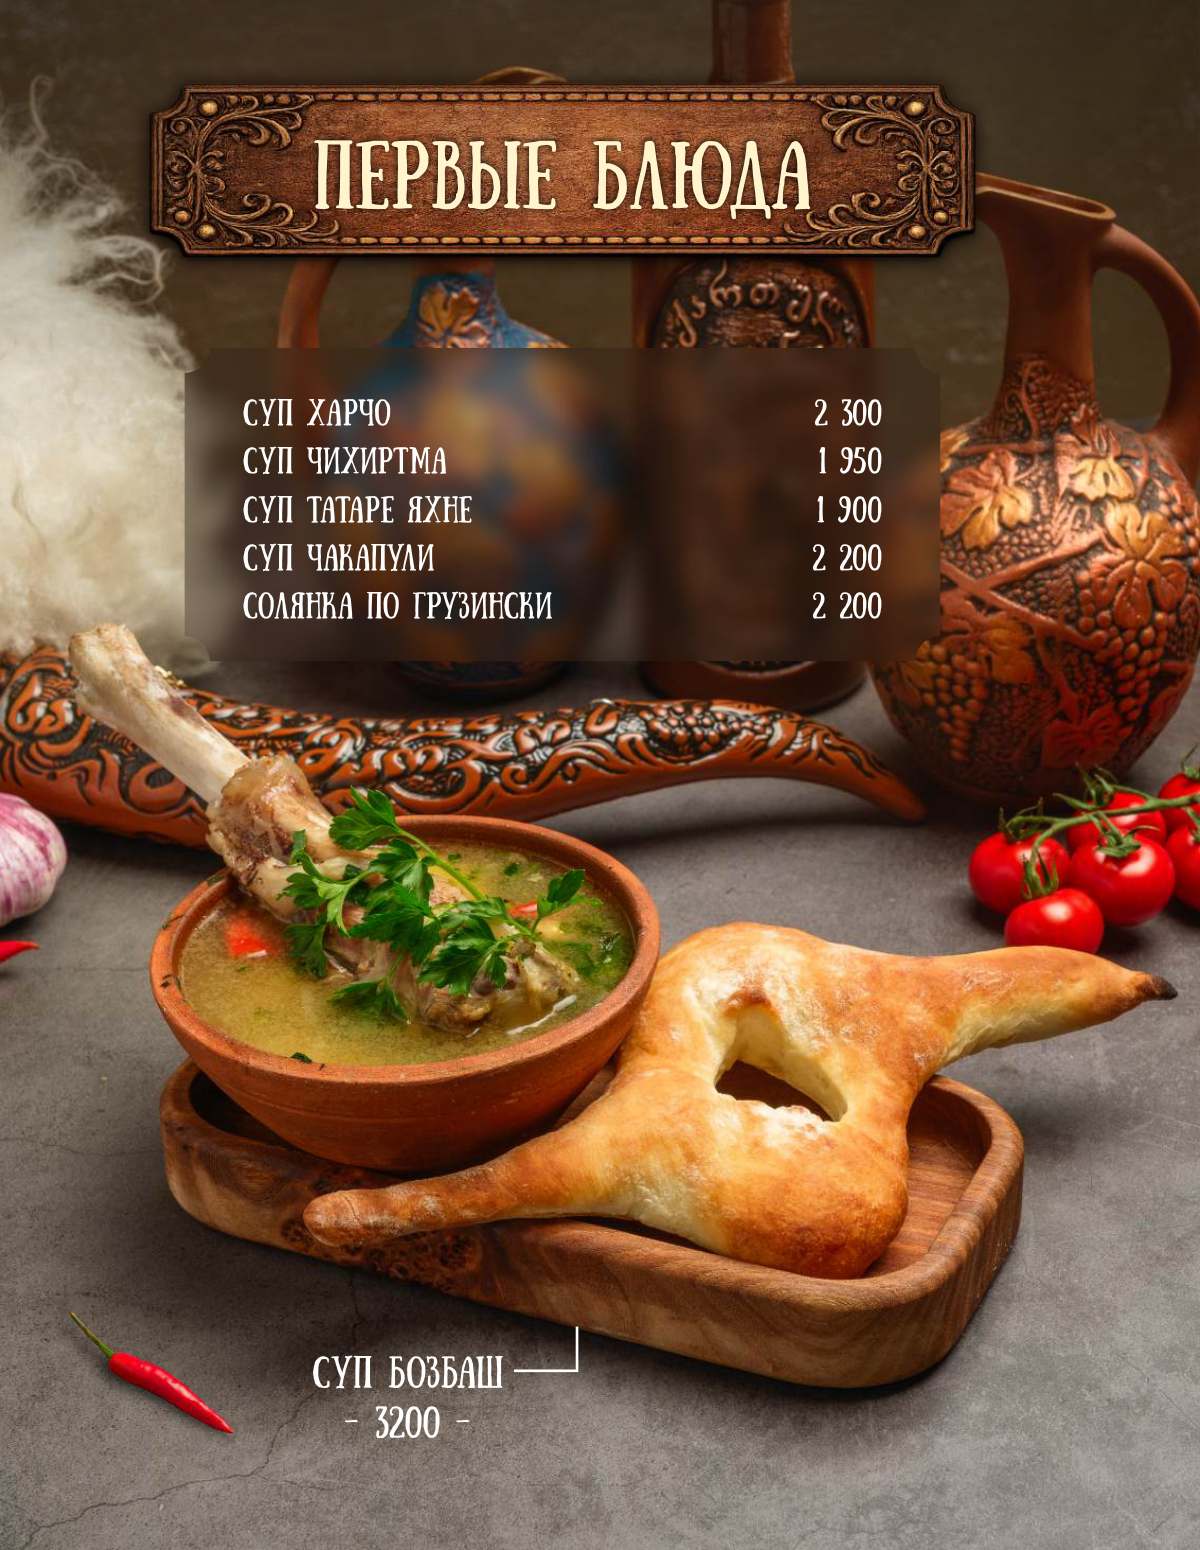 ПЕРВЫЕ БЛЮДА
ქართულ
СУП ХАРЧО 2 300
СУП ЧИХИРТМА 1 950
СУП ТАТАРЕ ЯХНЕ 1 900
СУП ЧАКАПУЛИ 2 200
СОЛЯНКА ПО ГРУЗИНСКИ 2 200
СУП БОЗБАШ
- 3200 -